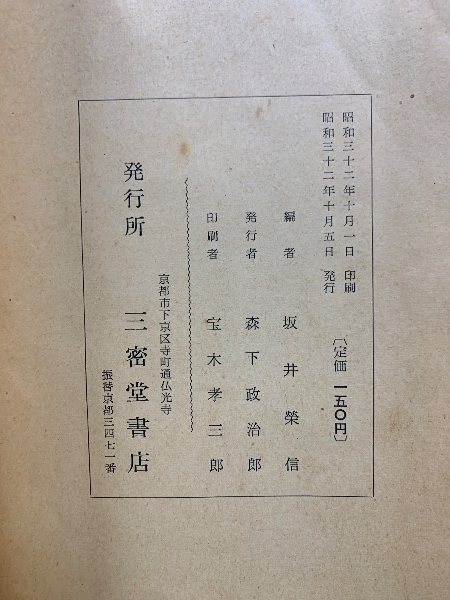 昭和三十二年十月一日 印刷
昭和三十二年十月五日 発行
〔定価 一五〇円〕
編者 坂井榮信
発行者 森下政治郎
印刷者 宝木孝三郎
京都市下京区寺町通仏光寺
発行所 三密堂書店
振替京都三四七一番